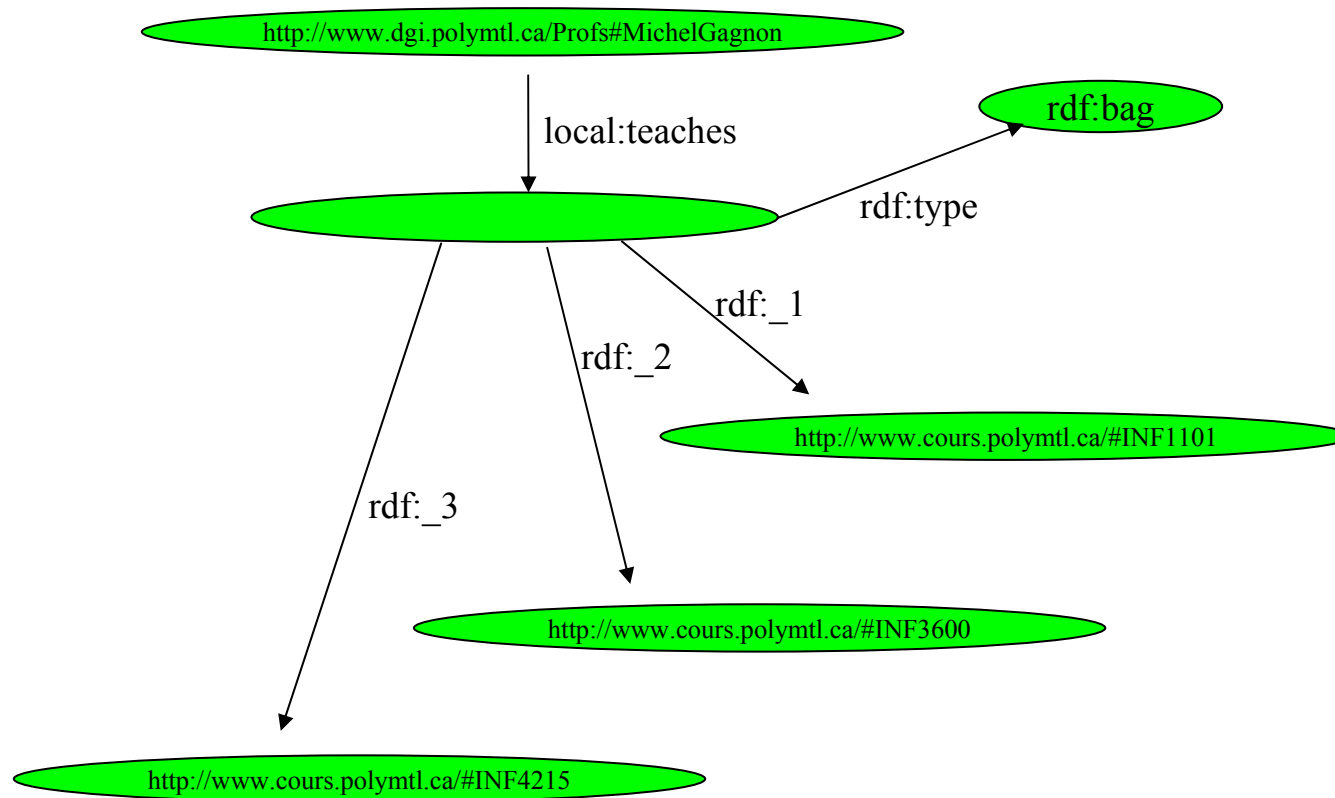 http://www.dgi.polymtl.ca/Profs#MichelGagnon
rdf:bag
local:teaches
rdf:type
rdf:_1
rdf:_2
http://www.cours.polymtl.ca/#INF1101
rdf:_3
http://www.cours.polymtl.ca/#INF3600
http://www.cours.polymtl.ca/#INF4215